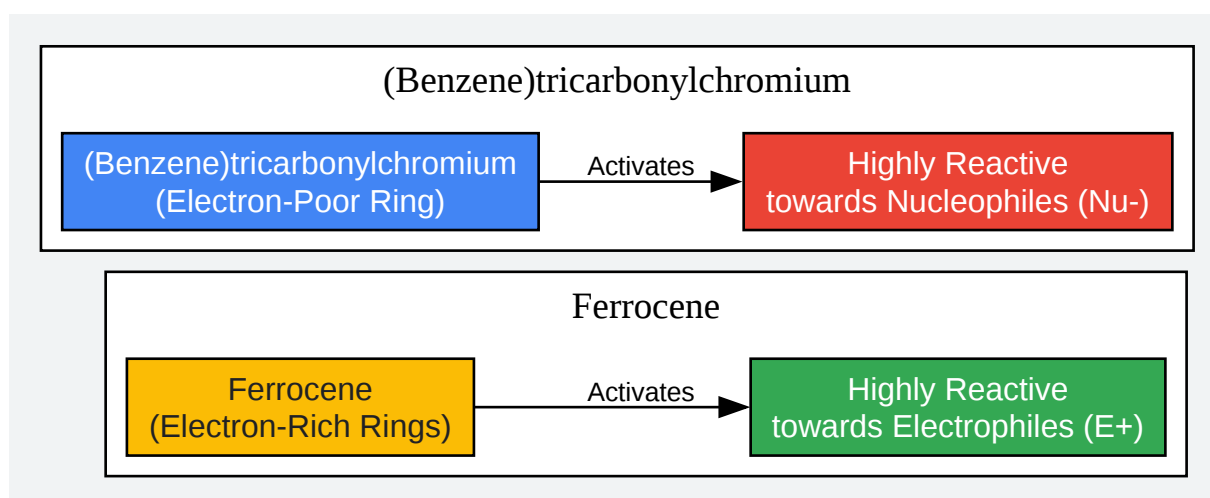 (Benzene)tricarbonylchromium
(Benzene)tricarbonylchromium
(Electron-Poor Ring)
Activates
Highly Reactive
towards Nucleophiles (Nu-)
Ferrocene
Ferrocene
(Electron-Rich Rings)
Activates
Highly Reactive
towards Electrophiles (E+)